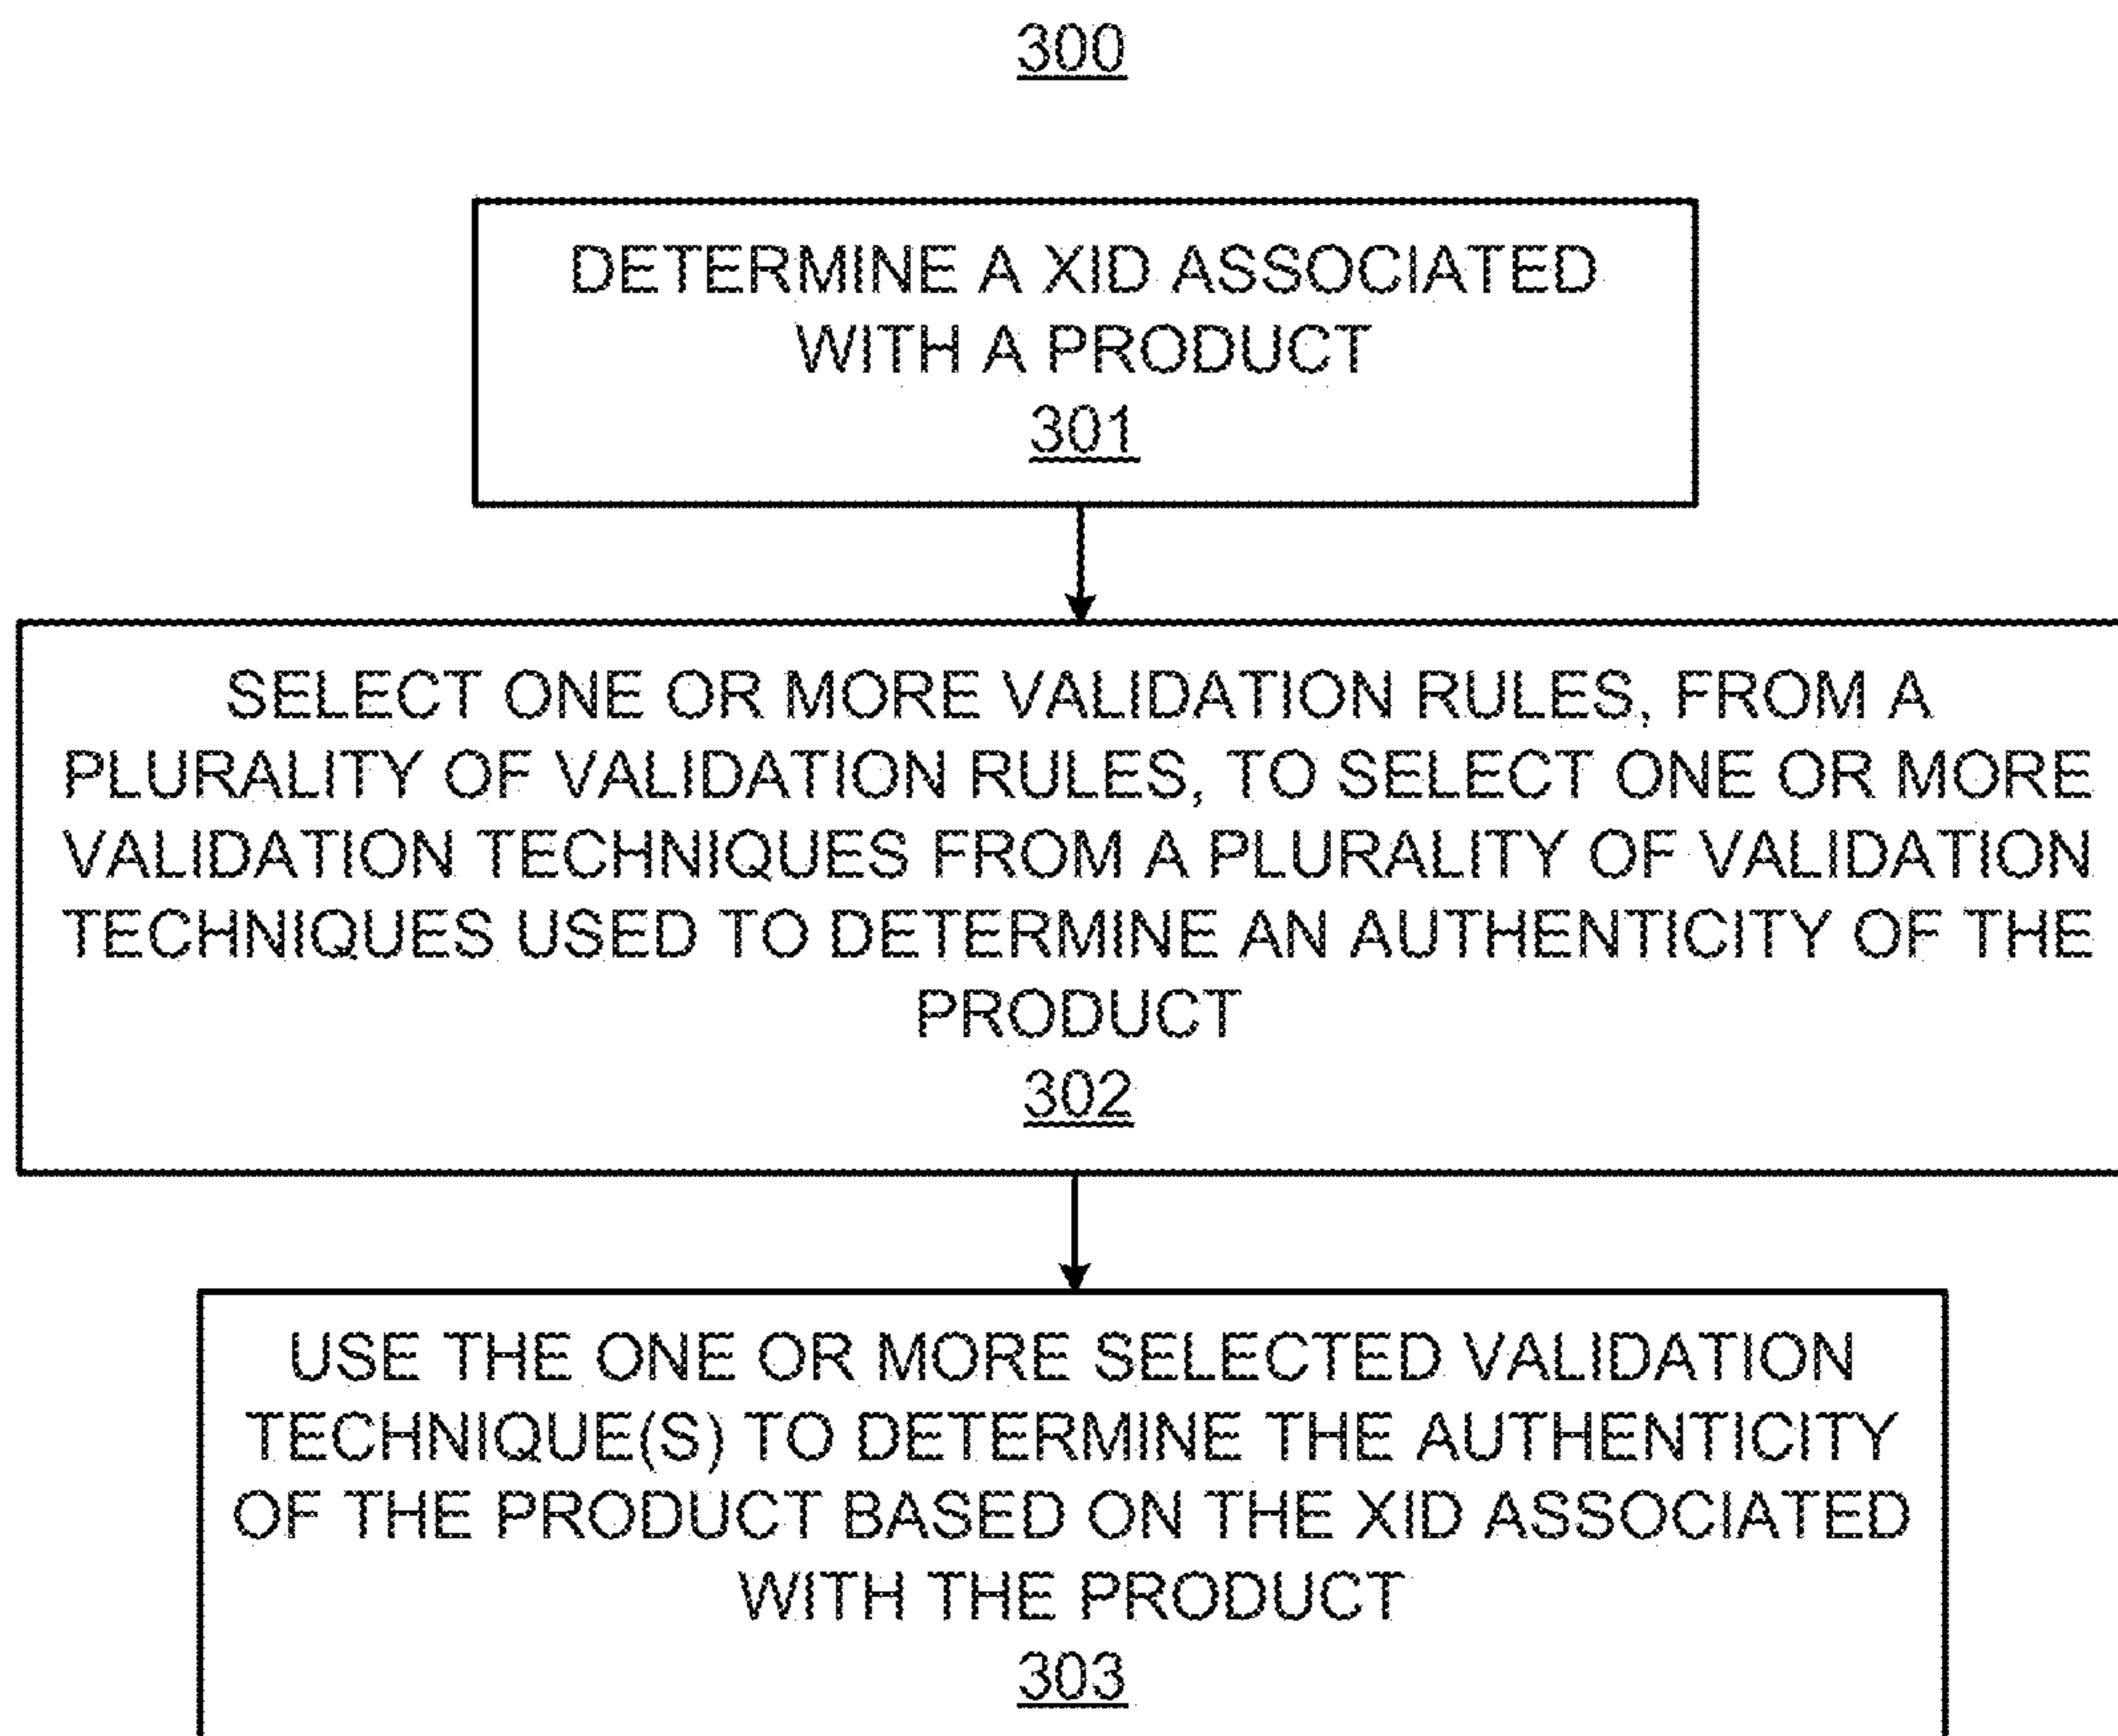 300
DETERMINE A XID ASSOCIATED
WITH A PRODUCT
301
SELECT ONE OR MORE VALIDATION RULES, FROM A
PLURALITY OF VALIDATION RULES, TO SELECT ONE OR MORE
VALIDATION TECHNIQUES FROM A PLURALITY OF VALIDATION
TECHNIQUES USED TO DETERMINE AN AUTHENTICITY OF THE
PRODUCT
302
USE THE ONE OR MORE SELECTED VALIDATION
TECHNIQUE(S) TO DETERMINE THE AUTHENTICITY
OF THE PRODUCT BASED ON THE XID ASSOCIATED
WITH THE PRODUCT
303